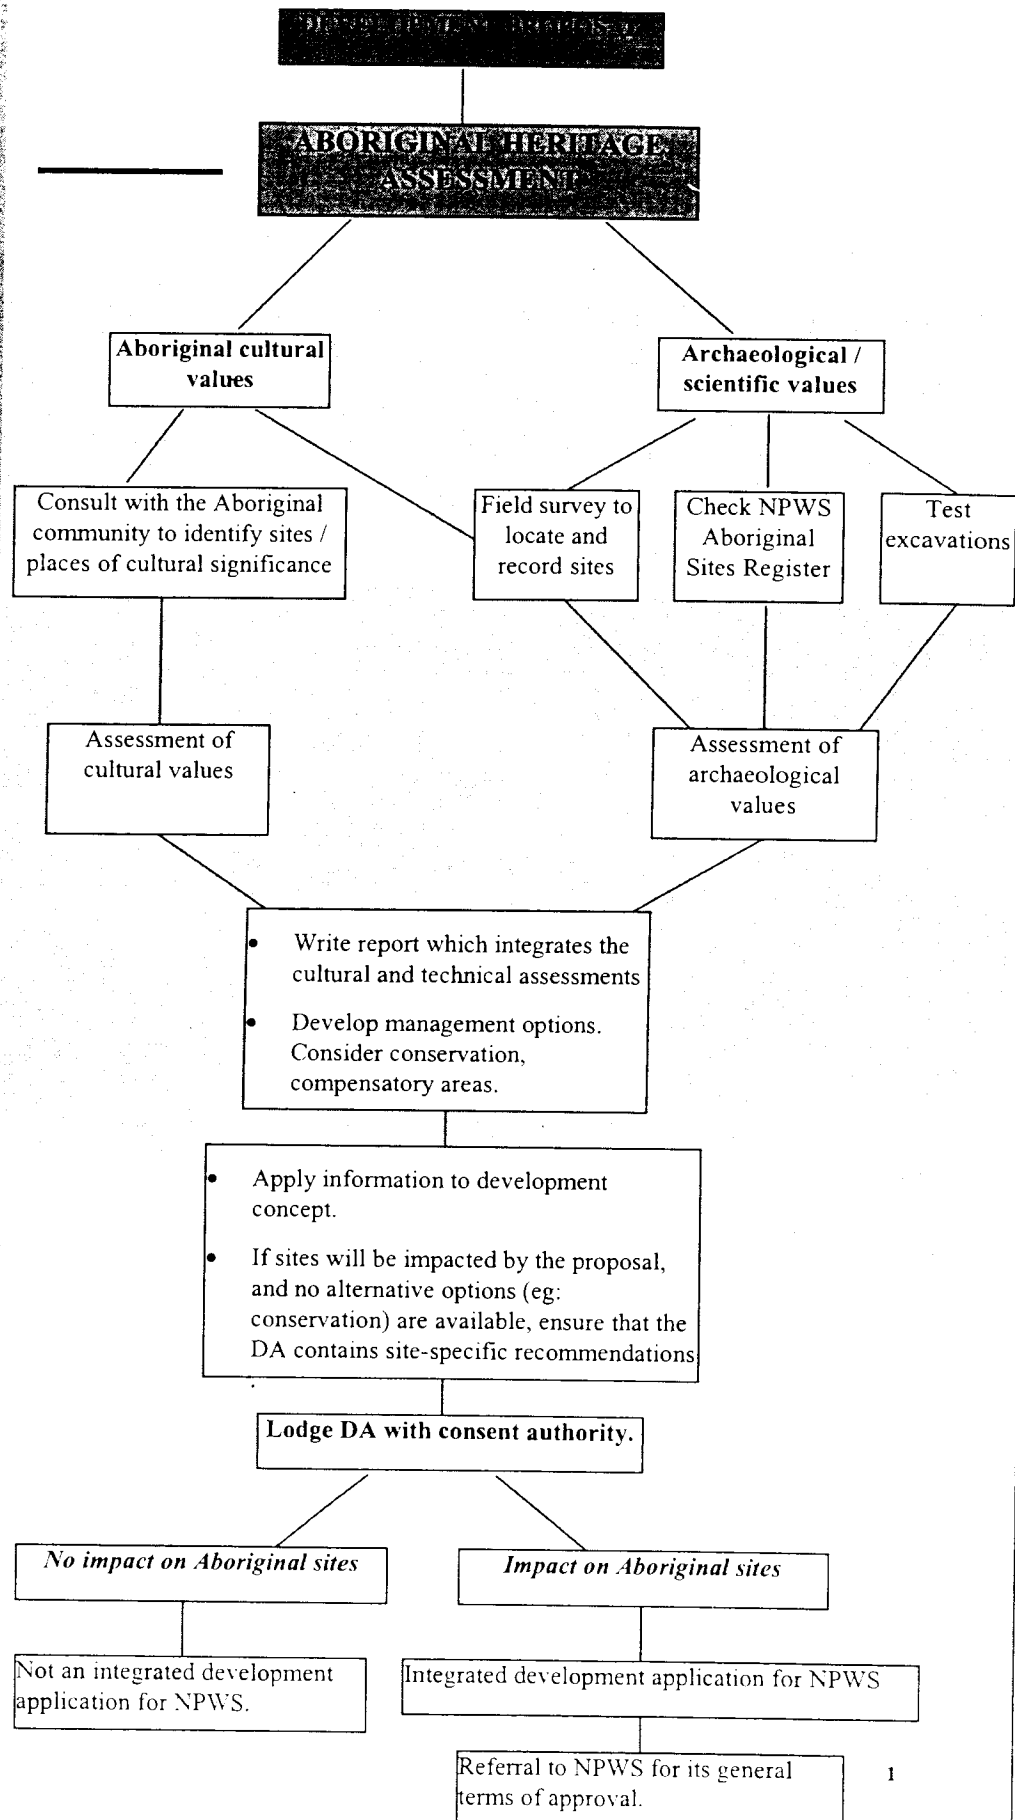 DEVELOPMENT PROPOSAL
ABORIGINAL HERITAGE
ASSESSMENT
Aboriginal cultural
values
Archaeological /
scientific values
Consult with the Aboriginal
community to identify sites /
places of cultural significance
Field survey to
locate and
record sites
Check NPWS
Aboriginal
Sites Register
Test
excavations
Assessment of
cultural values
Assessment of
archaeological
values
• Write report which integrates the
cultural and technical assessments
• Develop management options.
Consider conservation,
compensatory areas.
• Apply information to development
concept.
• If sites will be impacted by the proposal,
and no alternative options (eg:
conservation) are available, ensure that the
DA contains site-specific recommendations
Lodge DA with consent authority.
No impact on Aboriginal sites
Impact on Aboriginal sites
Not an integrated development
application for NPWS.
Integrated development application for NPWS
Referral to NPWS for its general
terms of approval.
1